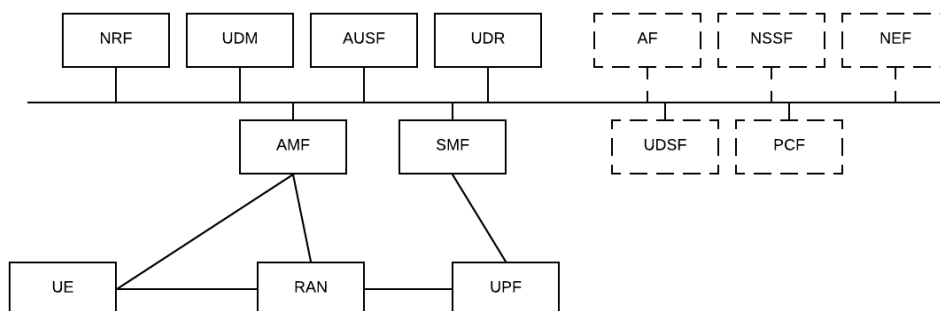 NRF
UDM
AUSF
UDR
AF
NSSF
NEF
AMF
SMF
UDSF
PCF
UE
RAN
UPF